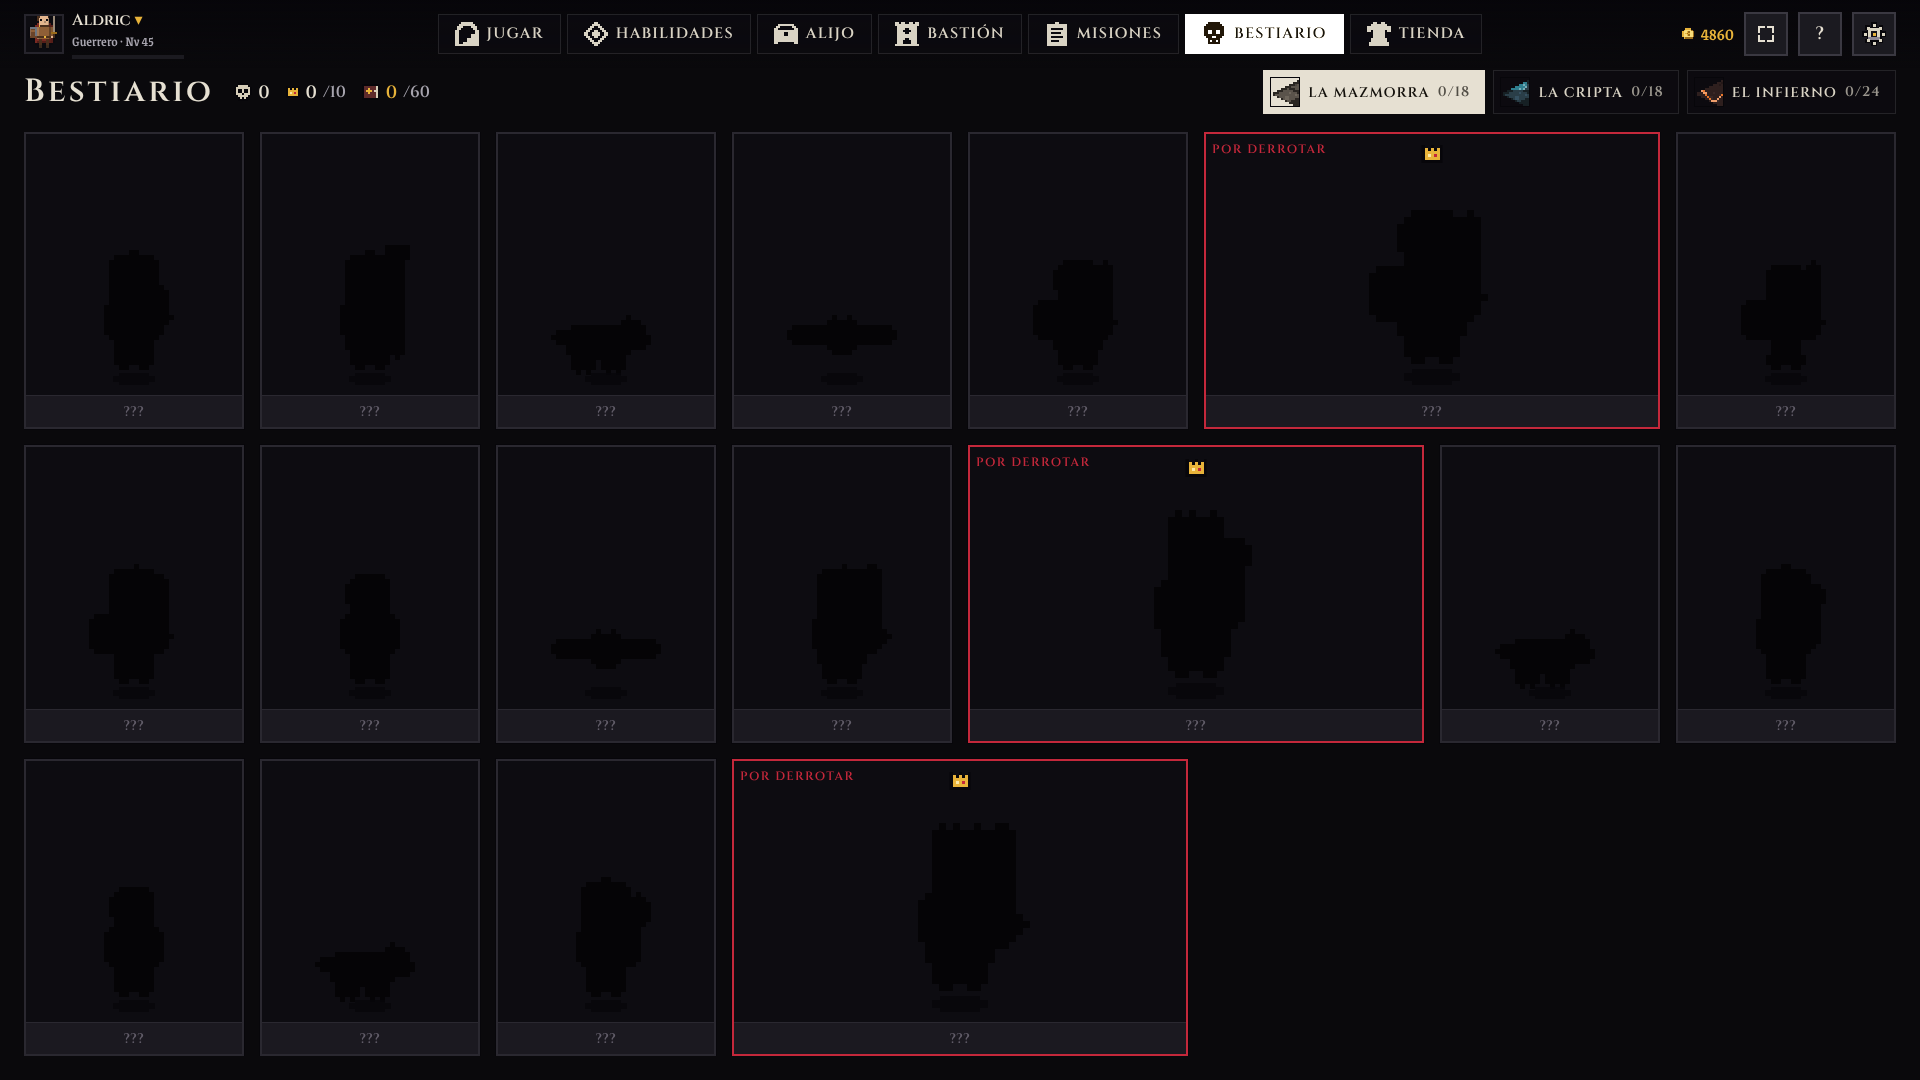 ALDRIC ▾
Guerrero · Nv 45
JUGAR
HABILIDADES
ALIJO
BASTIÓN
MISIONES
BESTIARIO
TIENDA
4860
?
BESTIARIO
0
0 /10
0 /60
LA MAZMORRA 0/18
LA CRIPTA 0/18
EL INFIERNO 0/24
POR DERROTAR
???
???
???
???
???
???
???
POR DERROTAR
???
???
???
???
???
???
???
POR DERROTAR
???
???
???
???